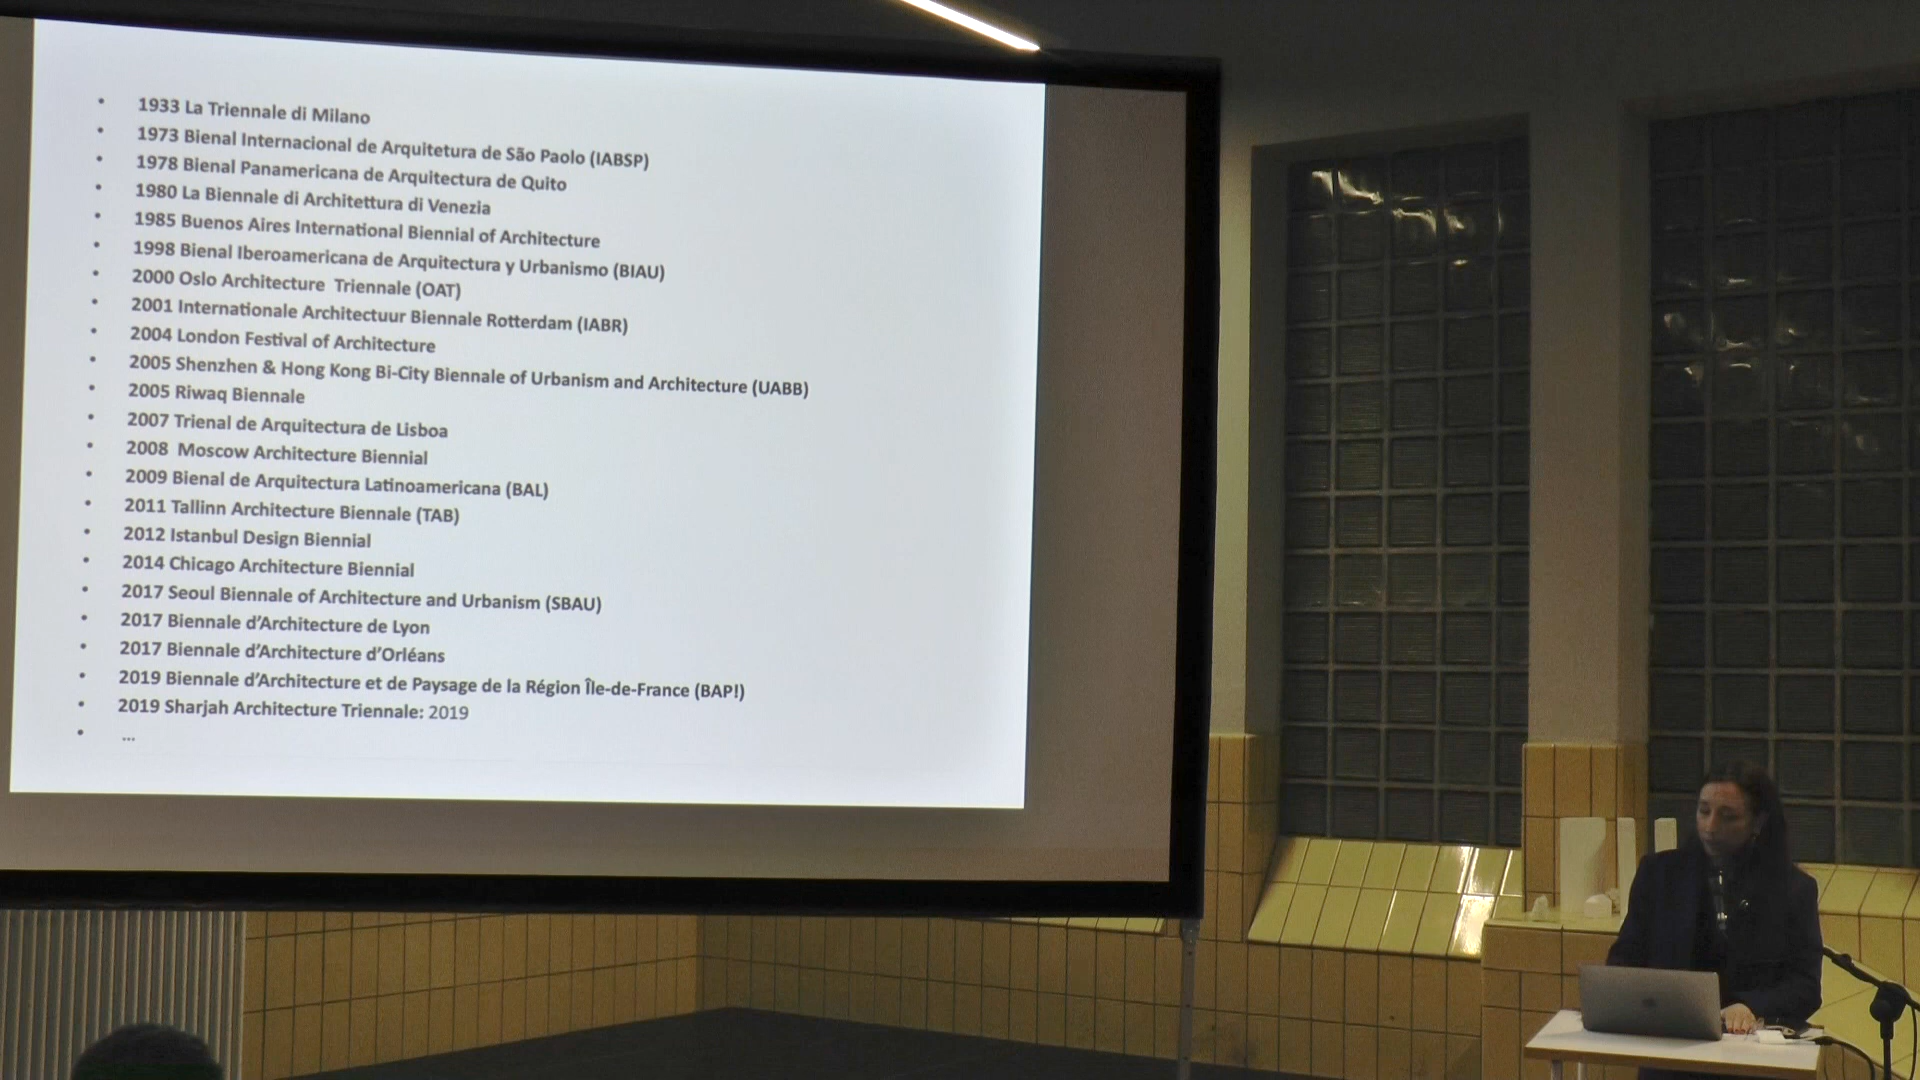 • 1933 La Triennale di Milano
• 1973 Bienal Internacional de Arquitetura de São Paolo (IABSP)
• 1978 Bienal Panamericana de Arquitectura de Quito
• 1980 La Biennale di Architettura di Venezia
• 1985 Buenos Aires International Biennial of Architecture
• 1998 Bienal Iberoamericana de Arquitectura y Urbanismo (BIAU)
• 2000 Oslo Architecture Triennale (OAT)
• 2001 Internationale Architectuur Biennale Rotterdam (IABR)
• 2004 London Festival of Architecture
• 2005 Shenzhen & Hong Kong Bi-City Biennale of Urbanism and Architecture (UABB)
• 2005 Riwaq Biennale
• 2007 Trienal de Arquitectura de Lisboa
• 2008 Moscow Architecture Biennial
• 2009 Bienal de Arquitectura Latinoamericana (BAL)
• 2011 Tallinn Architecture Biennale (TAB)
• 2012 Istanbul Design Biennial
• 2014 Chicago Architecture Biennial
• 2017 Seoul Biennale of Architecture and Urbanism (SBAU)
• 2017 Biennale d’Architecture de Lyon
• 2017 Biennale d’Architecture d’Orléans
• 2019 Biennale d’Architecture et de Paysage de la Région Île-de-France (BAP!)
• 2019 Sharjah Architecture Triennale: 2019
• ...